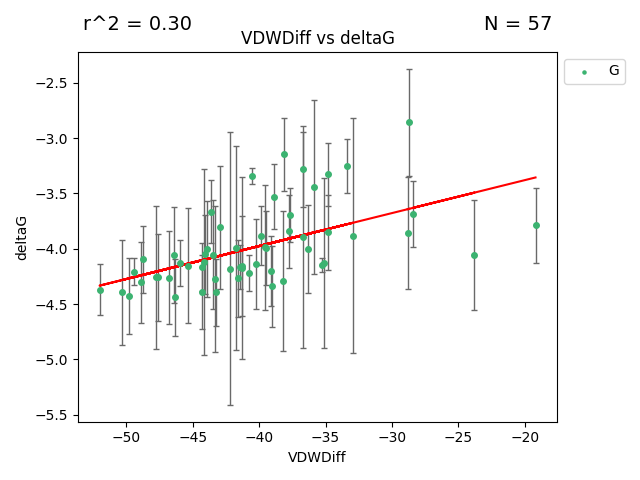 r^2 = 0.30
N = 57
VDWDiff vs deltaG
G
deltaG
−2.5
−3.0
−3.5
−4.0
−4.5
−5.0
−5.5
−50 −45 −40 −35 −30 −25 −20
VDWDiff